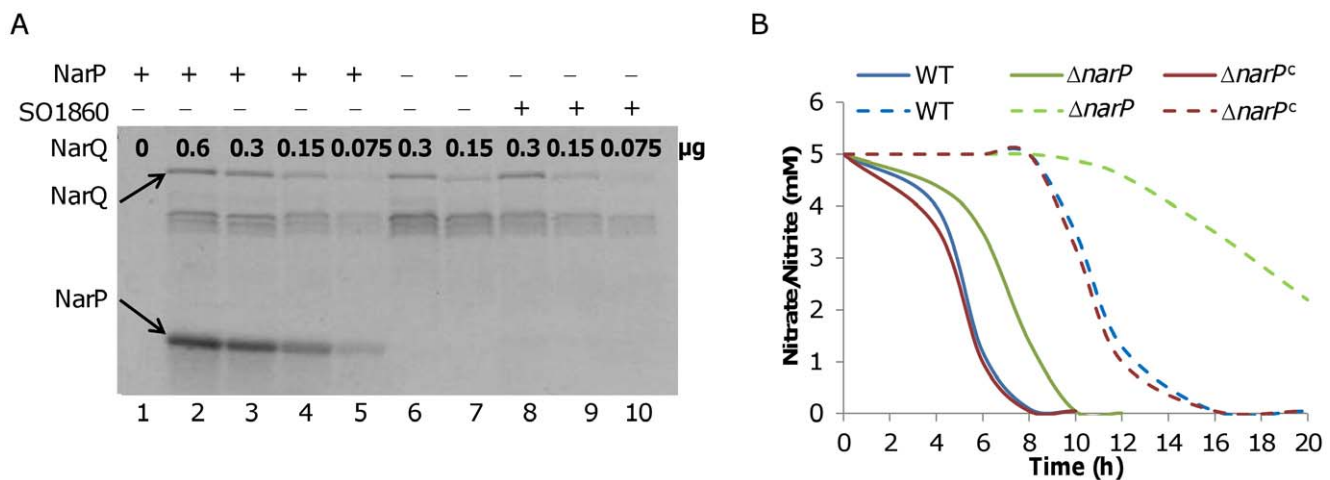 A
NarP + + + + + – – – – –
SO1860 – – – – – – – + + +
NarQ 0 0.6 0.3 0.15 0.075 0.3 0.15 0.3 0.15 0.075 µg
NarQ
NarP
1 2 3 4 5 6 7 8 9 10
B
WT ΔnarP ΔnarPᶜ
WT ΔnarP ΔnarPᶜ
Nitrate/Nitrite (mM)
6
5
4
3
2
1
0
0 2 4 6 8 10 12 14 16 18 20
Time (h)